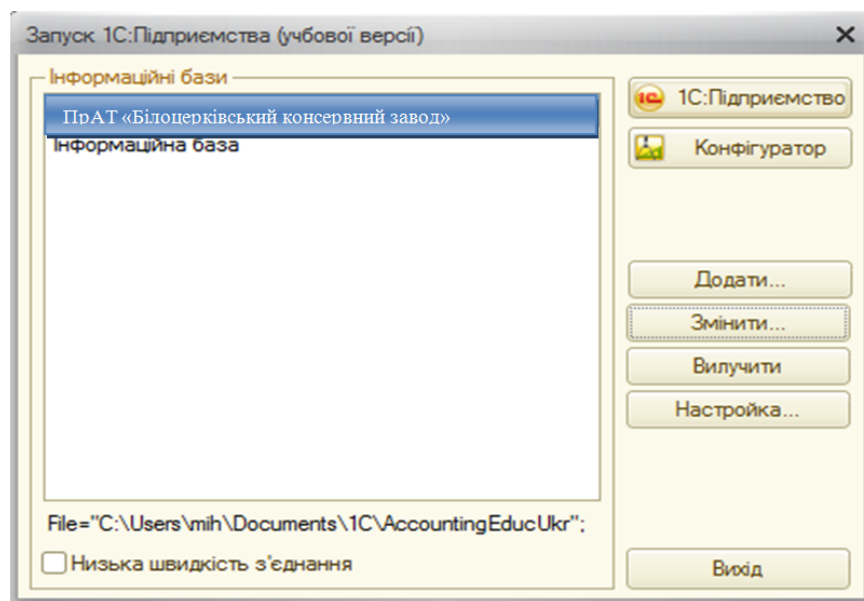 Запуск 1С:Підприємства (учбової версії)
Інформаційні бази
ПрАТ «Білоцерківський консервний завод»
Інформаційна база
1С:Підприємство
Конфігуратор
Додати...
Змінити...
Вилучити
Настройка...
File="C:\Users\mih\Documents\1C\AccountingEducUkr";
Низька швидкість з'єднання
Вихід